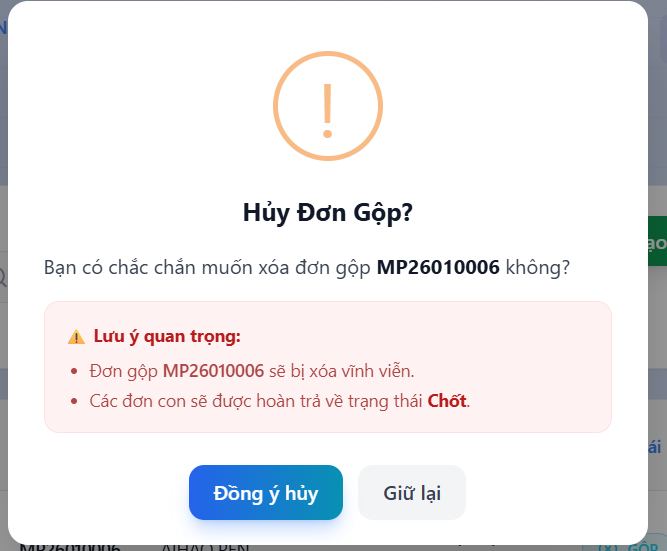 Hủy Đơn Gộp?
Bạn có chắc chắn muốn xóa đơn gộp MP26010006 không?
⚠️ Lưu ý quan trọng:
• Đơn gộp MP26010006 sẽ bị xóa vĩnh viễn.
• Các đơn con sẽ được hoàn trả về trạng thái Chốt.
Đồng ý hủy
Giữ lại